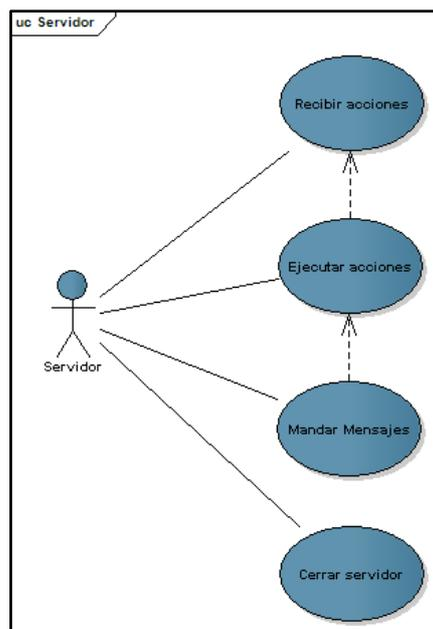 uc Servidor
Recibir acciones
Ejecutar acciones
Servidor
Mandar Mensajes
Cerrar servidor